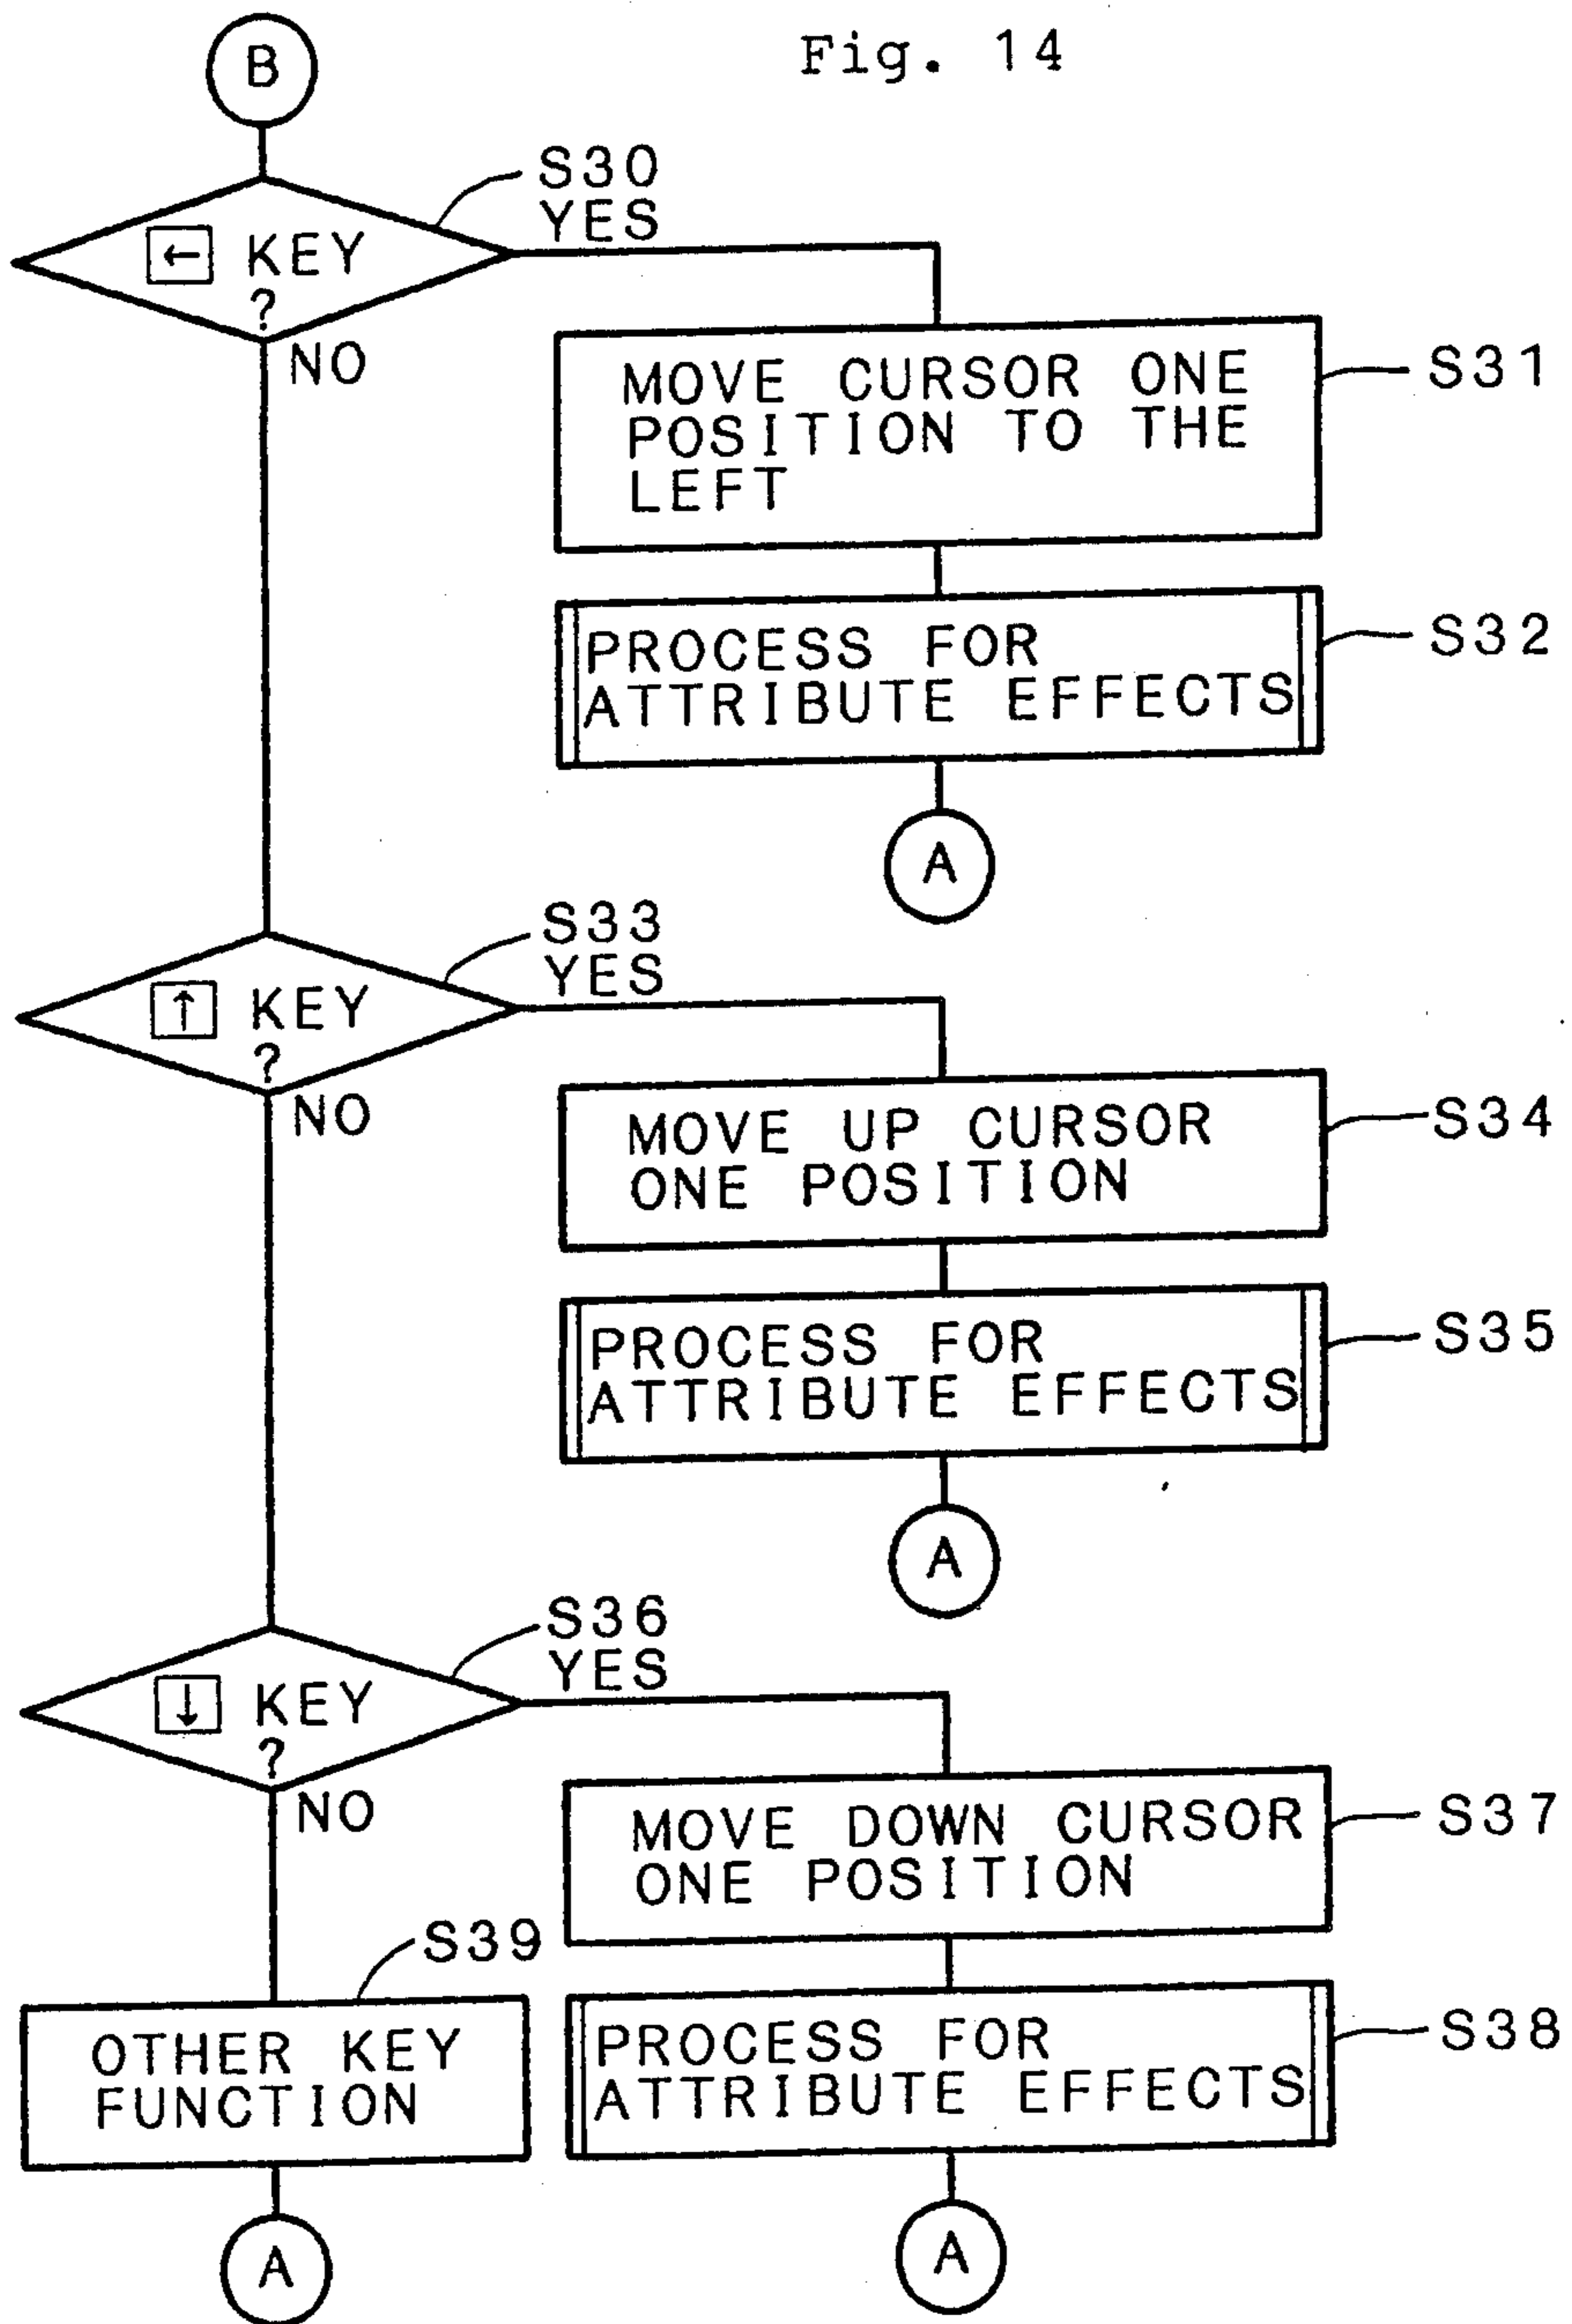 Fig. 14
B
S30
YES
← KEY
?
NO
MOVE CURSOR ONE
POSITION TO THE
LEFT
S31
PROCESS FOR
ATTRIBUTE EFFECTS
S32
A
S33
YES
↑ KEY
?
NO
MOVE UP CURSOR
ONE POSITION
S34
PROCESS FOR
ATTRIBUTE EFFECTS
S35
A
S36
YES
↓ KEY
?
NO
MOVE DOWN CURSOR
ONE POSITION
S37
S39
OTHER KEY
FUNCTION
PROCESS FOR
ATTRIBUTE EFFECTS
S38
A
A